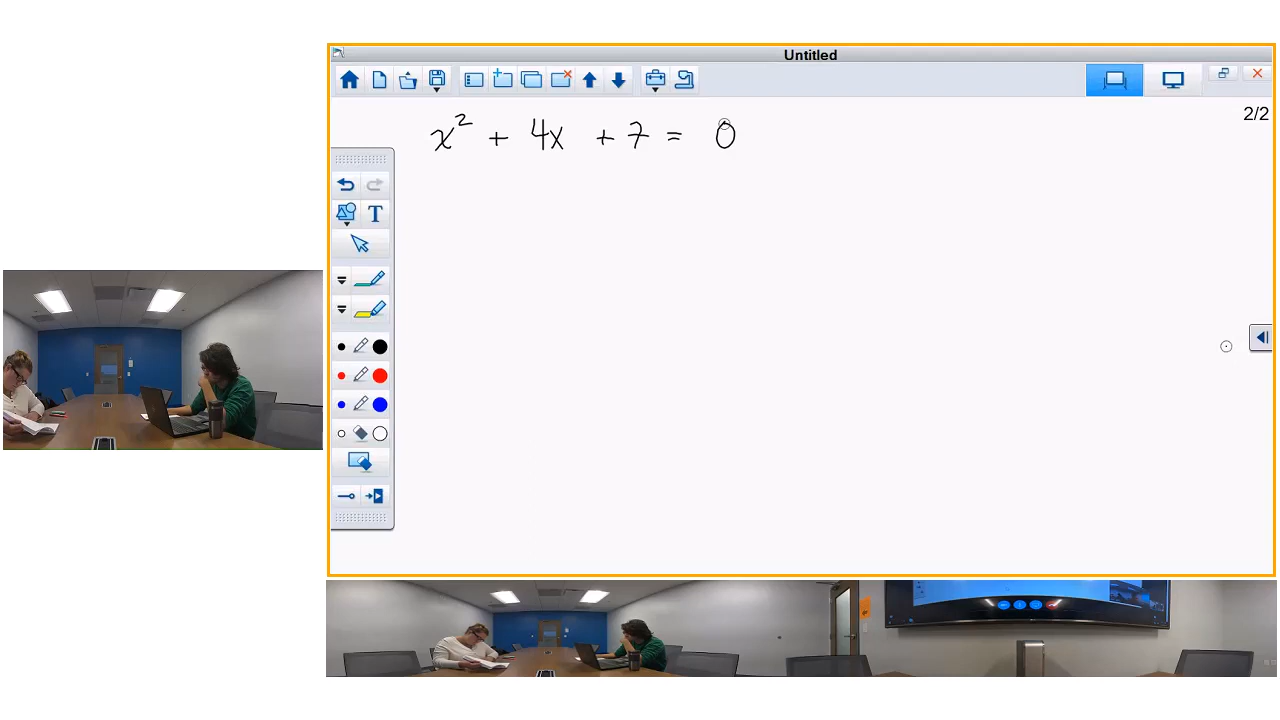 Untitled
2/2
x² + 4x + 7 = 0
T